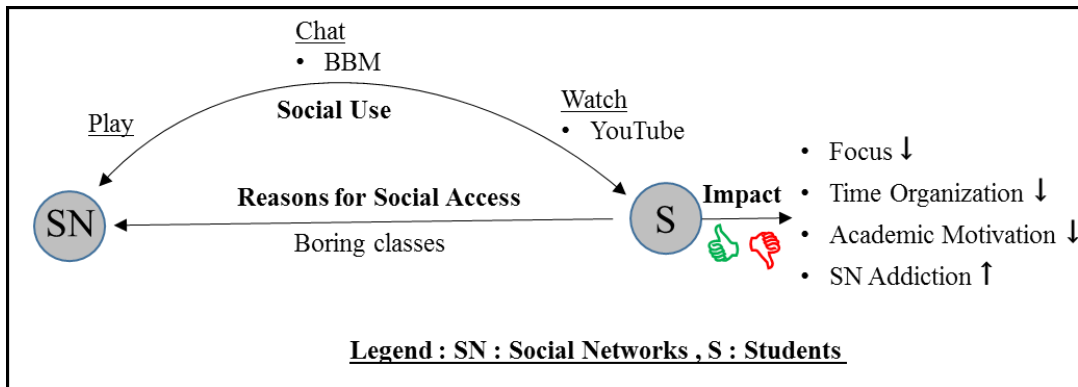 Chat
• BBM
Social Use
Play
Watch
• YouTube
SN
Reasons for Social Access
Boring classes
S
Impact
• Focus ↓
• Time Organization ↓
• Academic Motivation ↓
• SN Addiction ↑
Legend : SN : Social Networks , S : Students